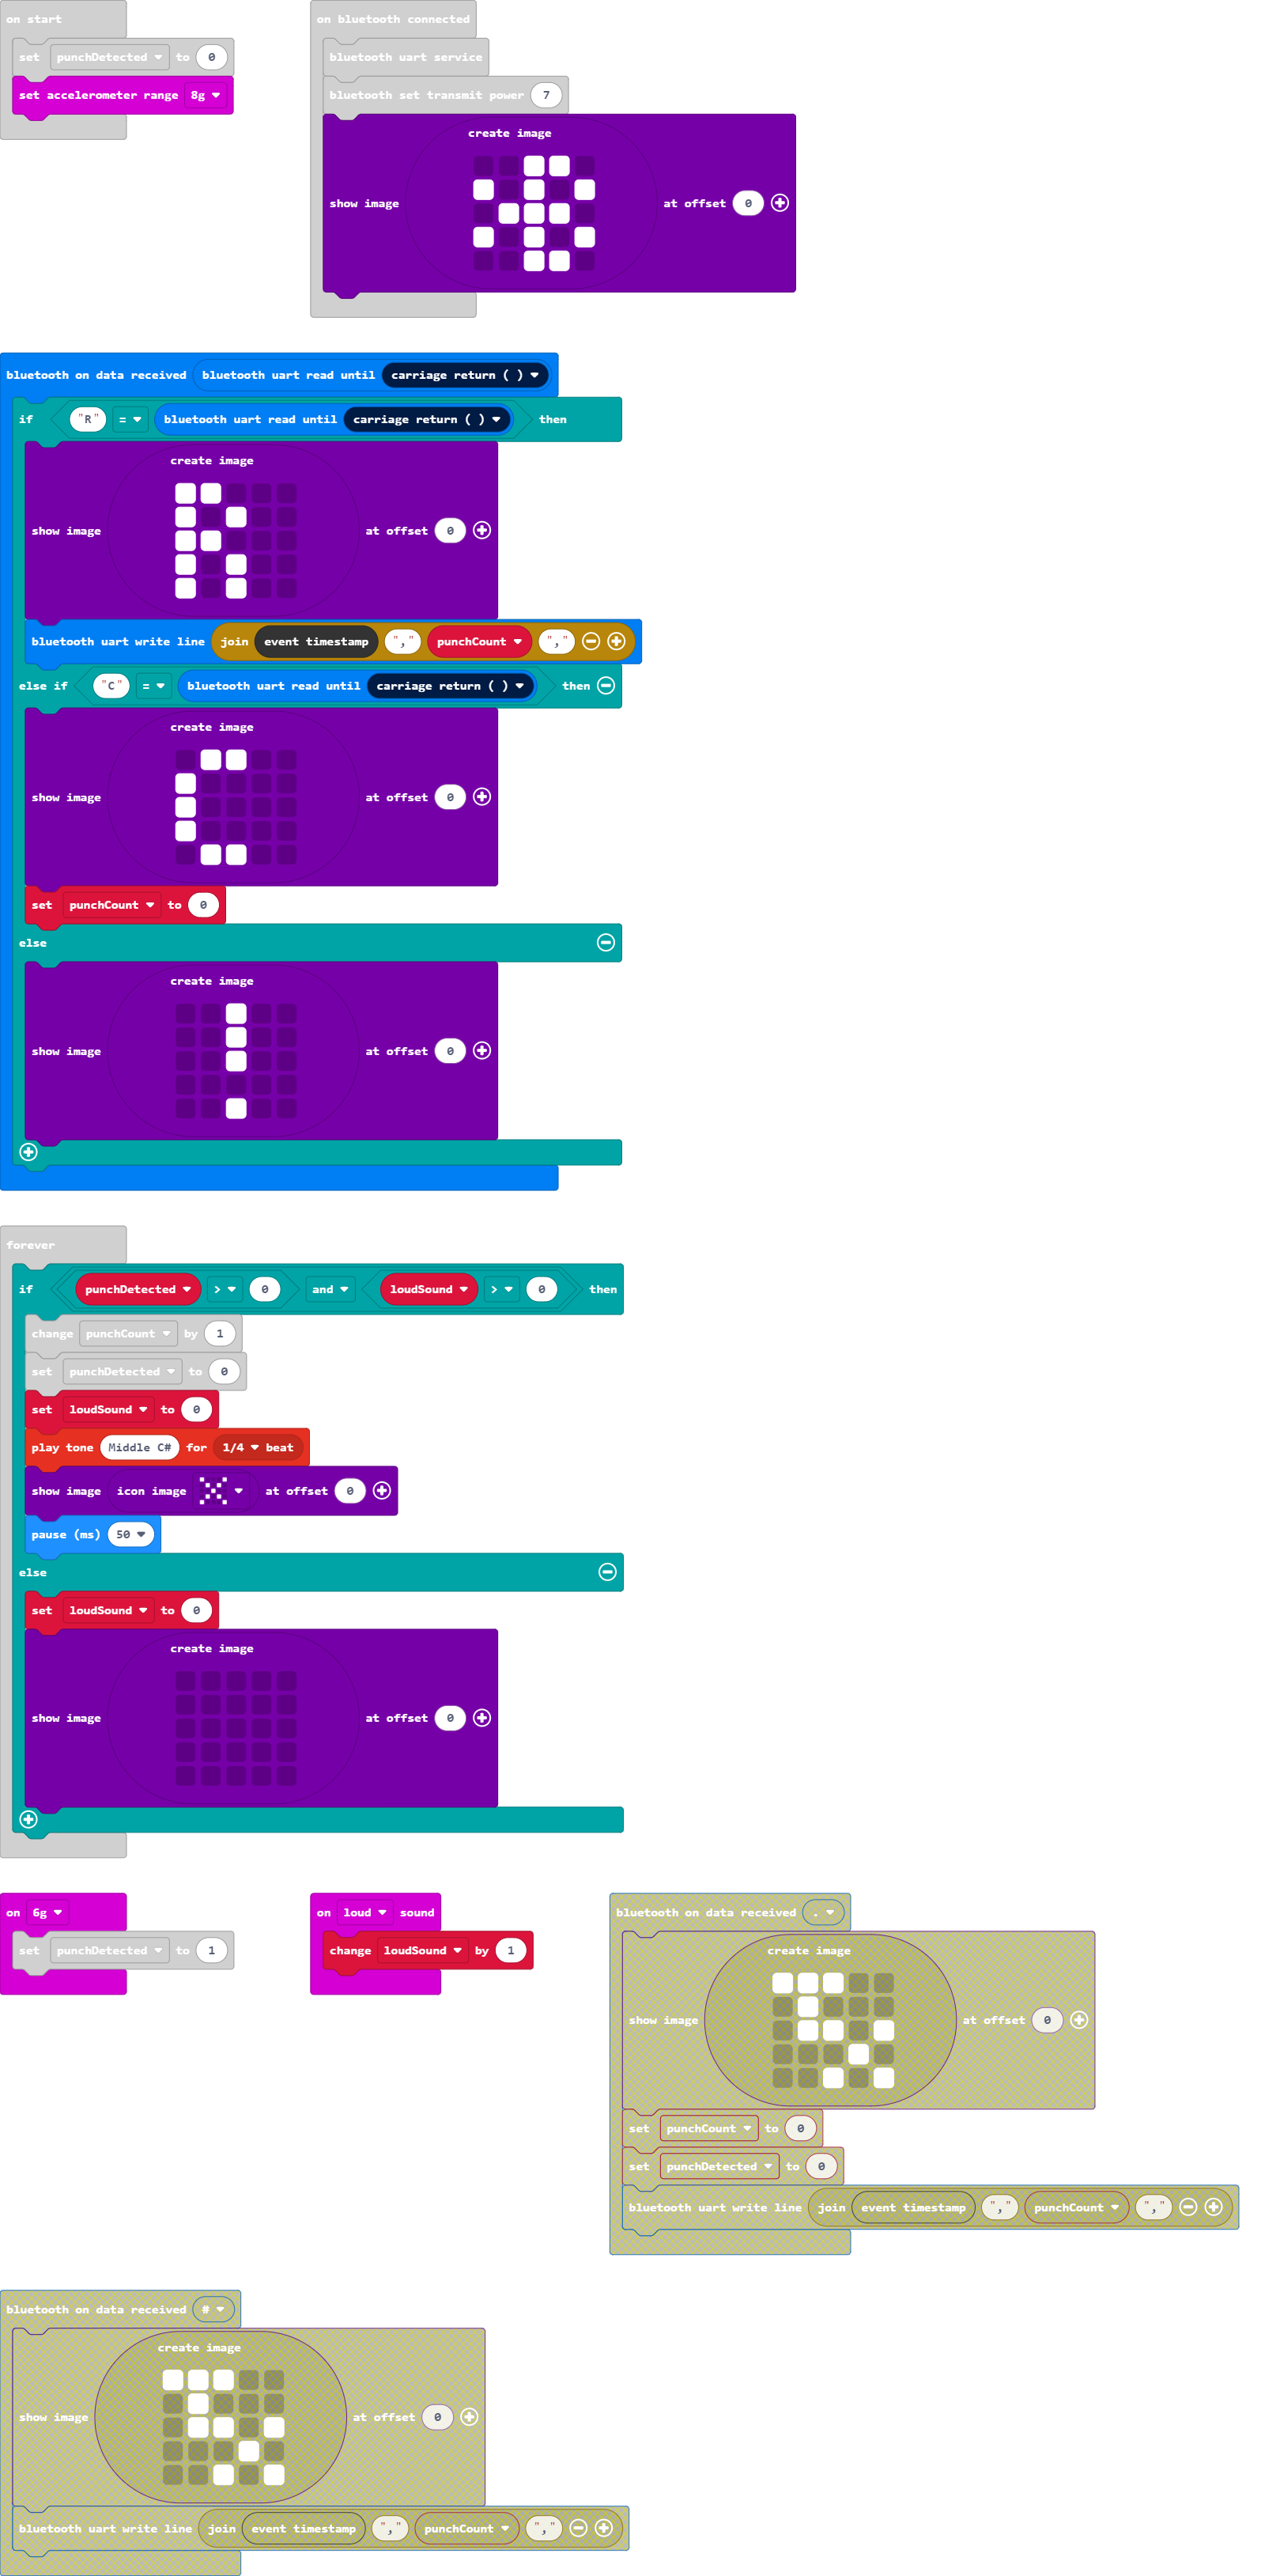 on start
set punchDetected to 0
set accelerometer range 8g
on bluetooth connected
bluetooth uart service
bluetooth set transmit power 7
create image
show image at offset 0
bluetooth on data received bluetooth uart read until carriage return ( )
if "R" = bluetooth uart read until carriage return ( ) then
create image
show image at offset 0
bluetooth uart write line join event timestamp "," punchCount ","
else if "C" = bluetooth uart read until carriage return ( ) then
create image
show image at offset 0
set punchCount to 0
else
create image
show image at offset 0
forever
if punchDetected > 0 and loudSound > 0 then
change punchCount by 1
set punchDetected to 0
set loudSound to 0
play tone Middle C# for 1/4 beat
show image icon image at offset 0
pause (ms) 50
else
set loudSound to 0
create image
show image at offset 0
on 6g
set punchDetected to 1
on loud sound
change loudSound by 1
bluetooth on data received .
create image
show image at offset 0
set punchCount to 0
set punchDetected to 0
bluetooth uart write line join event timestamp "," punchCount ","
bluetooth on data received #
create image
show image at offset 0
bluetooth uart write line join event timestamp "," punchCount ","